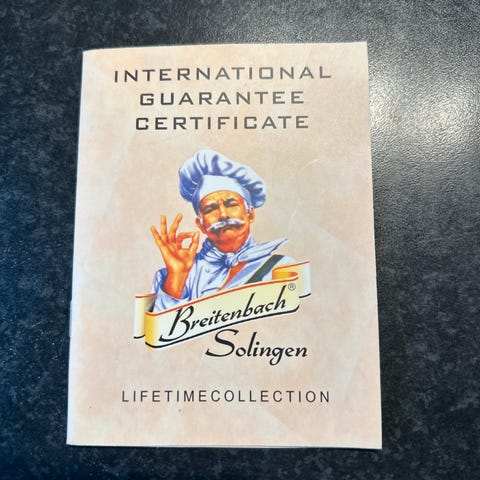 INTERNATIONAL
GUARANTEE
CERTIFICATE
Breitenbach®
Solingen
LIFETIMECOLLECTION